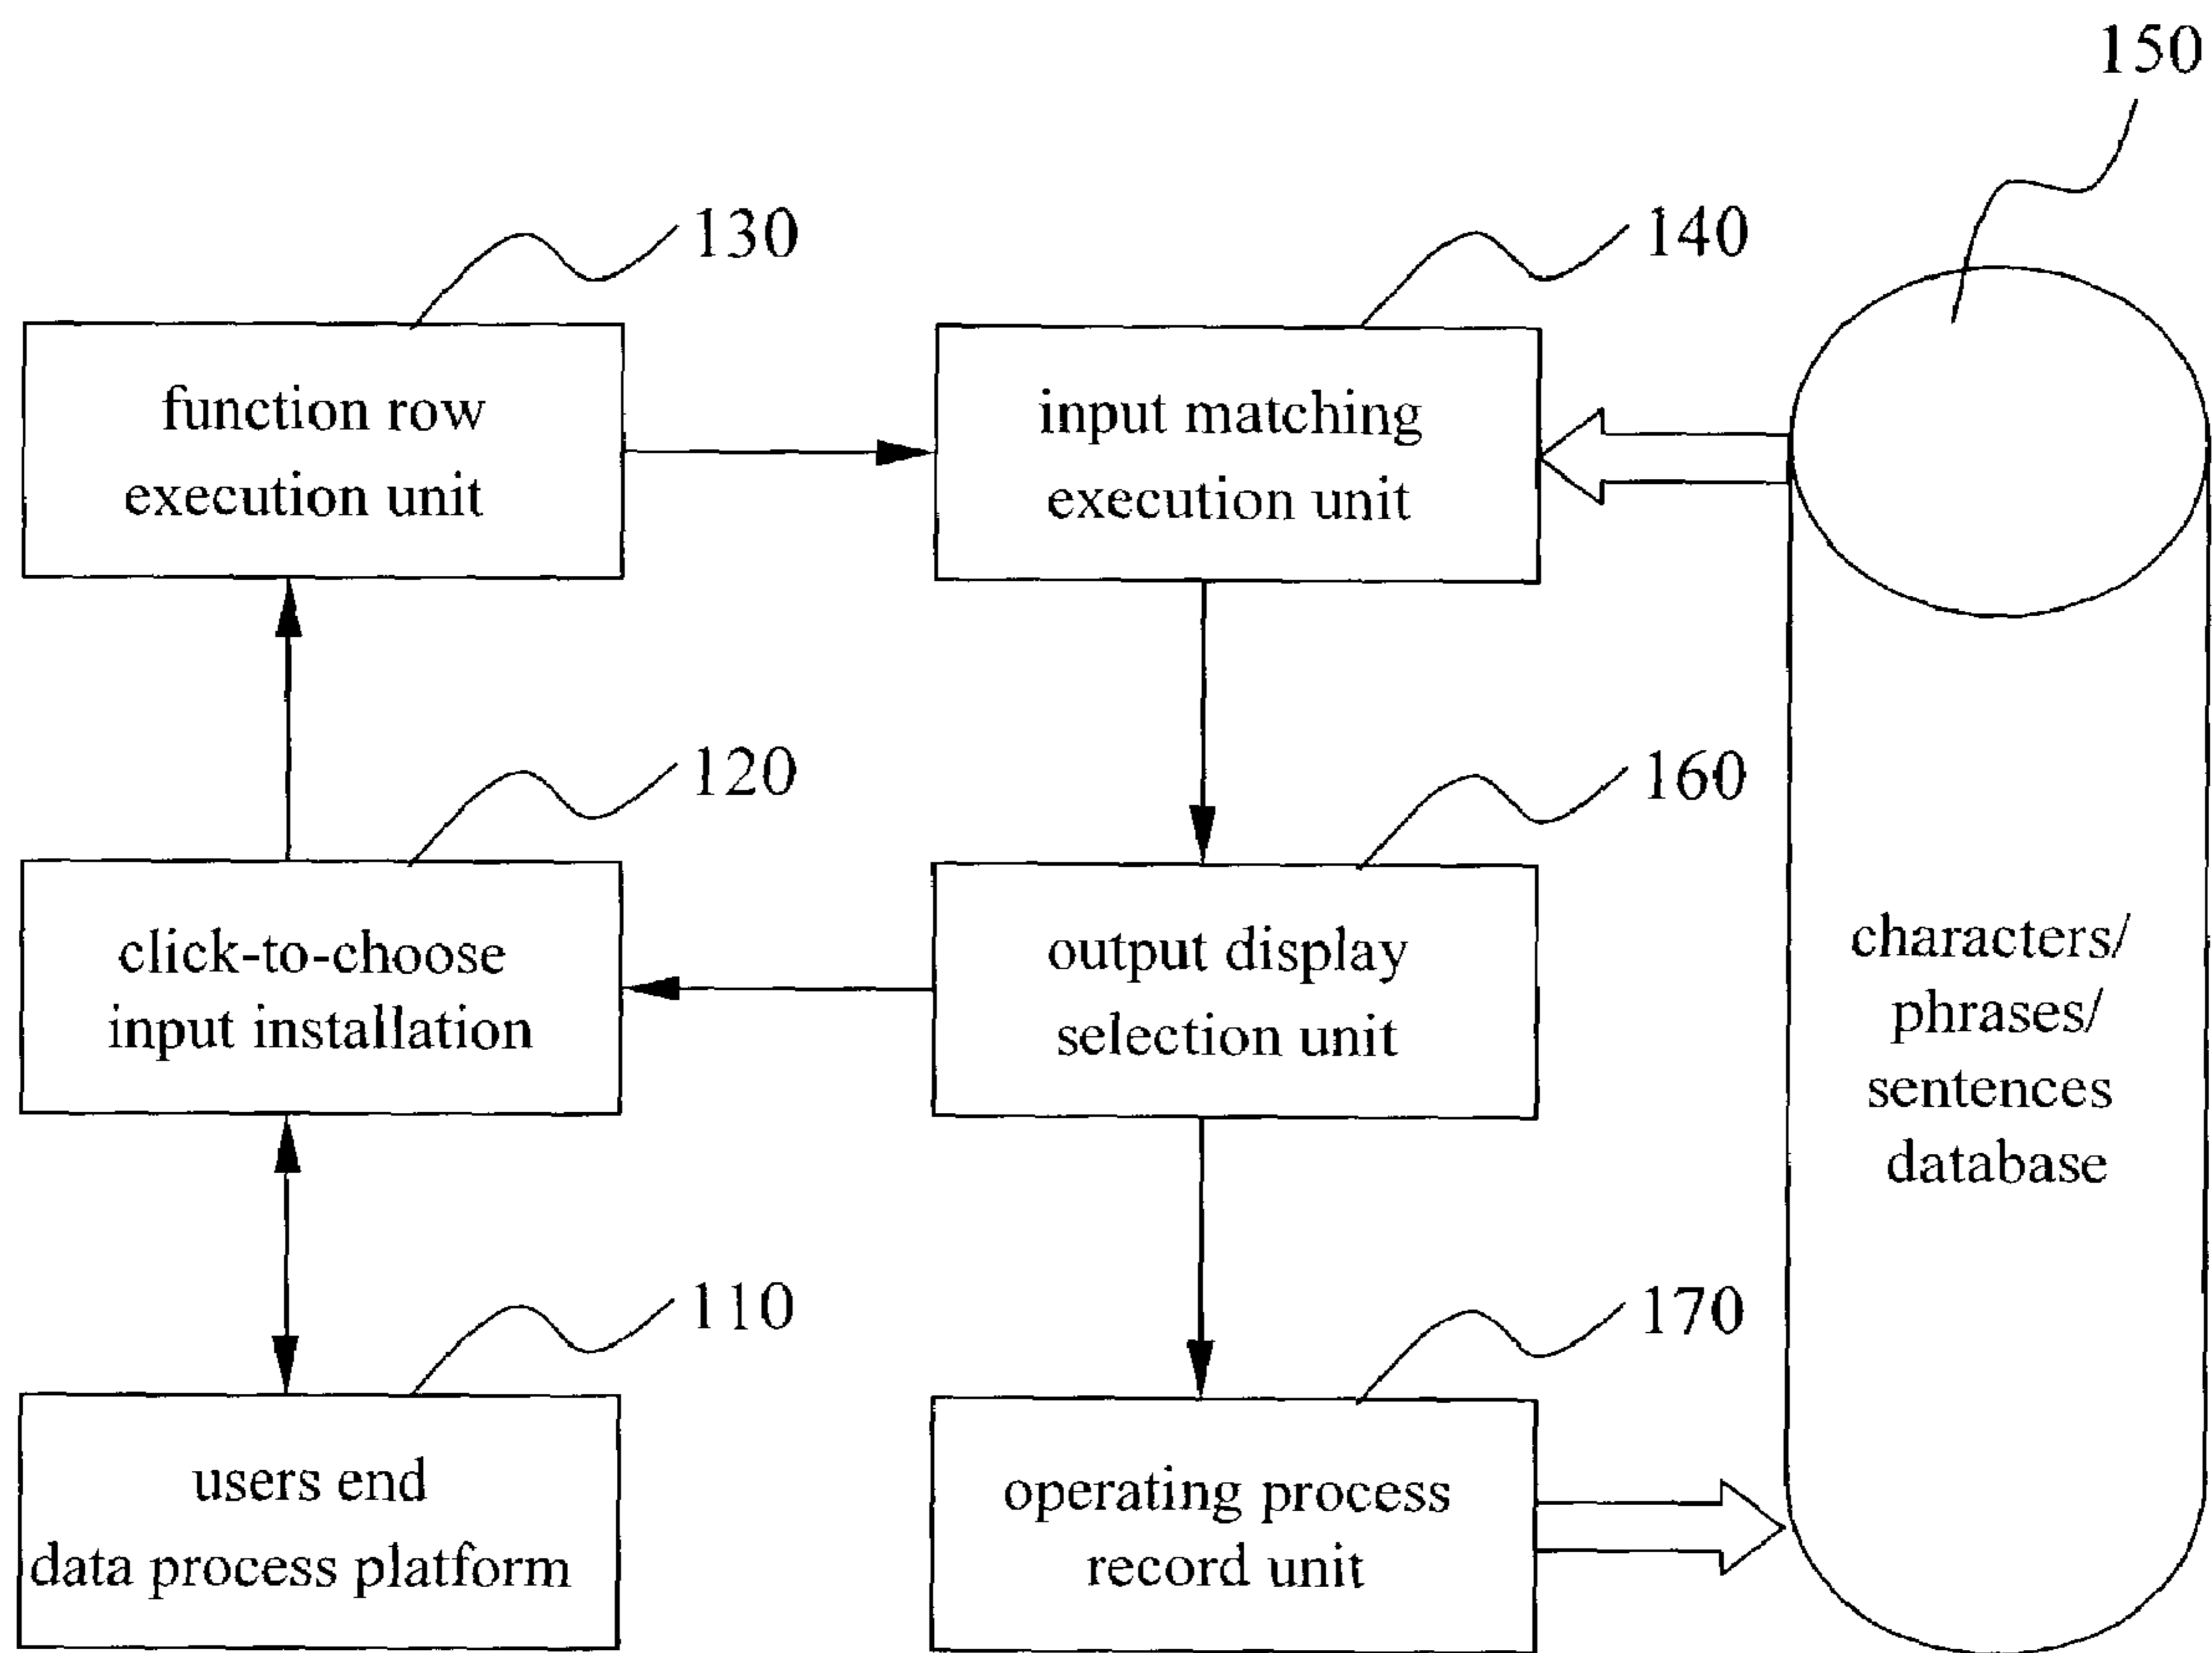 150
130
140
function row
execution unit
input matching
execution unit
120
160
click-to-choose
input installation
output display
selection unit
characters/
phrases/
sentences
database
110
170
users end
data process platform
operating process
record unit